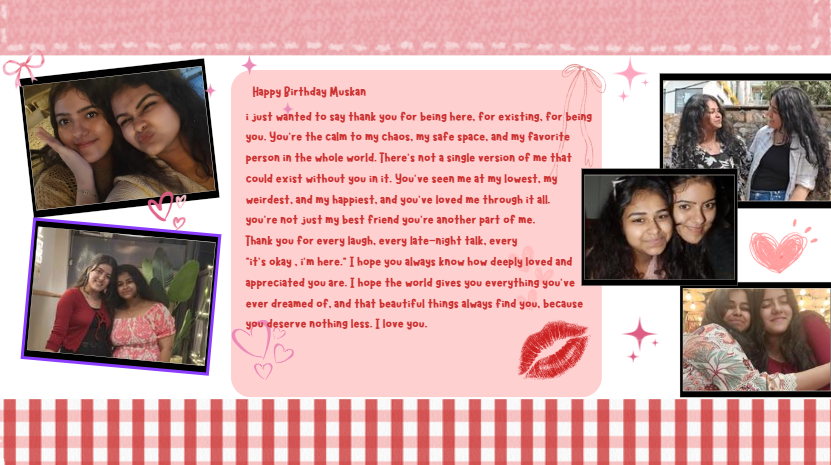 Happy Birthday Muskan
i just wanted to say thank you for being here, for existing, for being
you. You're the calm to my chaos, my safe space, and my favorite
person in the whole world. There's not a single version of me that
could exist without you in it. You've seen me at my lowest, my
weirdest, and my happiest, and you've loved me through it all.
you're not just my best friend you're another part of me.
Thank you for every laugh, every late-night talk, every
"it's okay , i'm here." I hope you always know how deeply loved and
appreciated you are. I hope the world gives you everything you've
ever dreamed of, and that beautiful things always find you, because
you deserve nothing less. I love you.